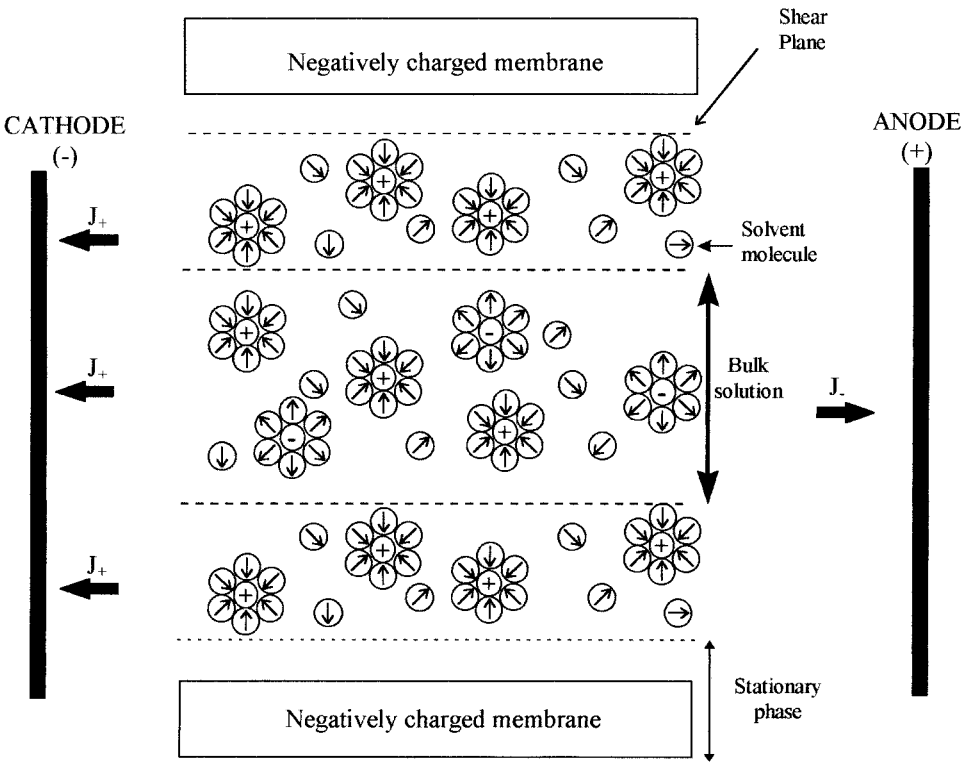 Shear
Plane
Negatively charged membrane
CATHODE
(-)
ANODE
(+)
J+
Solvent
molecule
J+
Bulk
solution
J-
J+
Stationary
phase
Negatively charged membrane
+
+
+
+
+
-
+
-
-
+
+
+
+
+